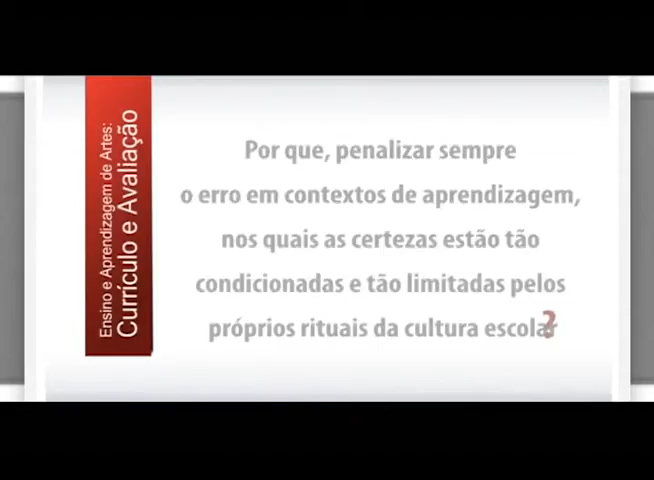 Ensino e Aprendizagem de Artes:
Currículo e Avaliação
Por que, penalizar sempre
o erro em contextos de aprendizagem,
nos quais as certezas estão tão
condicionadas e tão limitadas pelos
próprios rituais da cultura escolar?